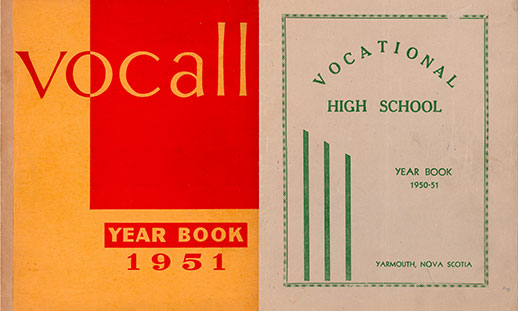 vocall
YEAR BOOK
1951
VOCATIONAL
HIGH SCHOOL
YEAR BOOK
1950-51
YARMOUTH, NOVA SCOTIA